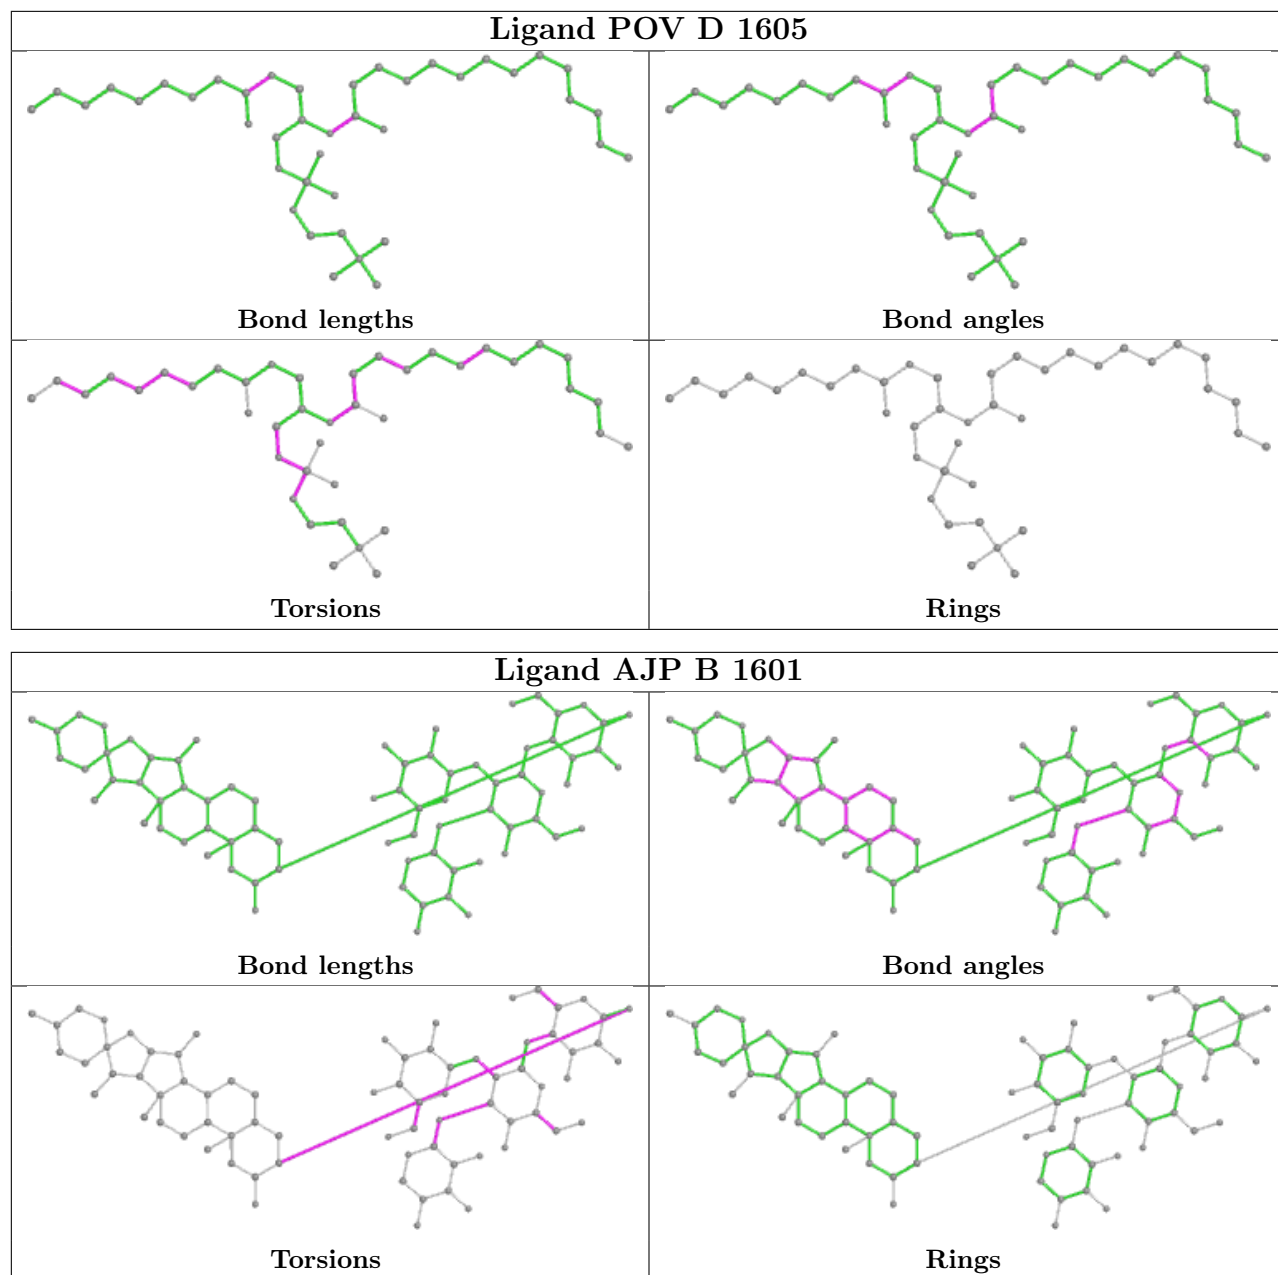 Ligand POV D 1605
Bond lengths
Bond angles
Torsions
Rings
Ligand AJP B 1601
Bond lengths
Bond angles
Torsions
Rings